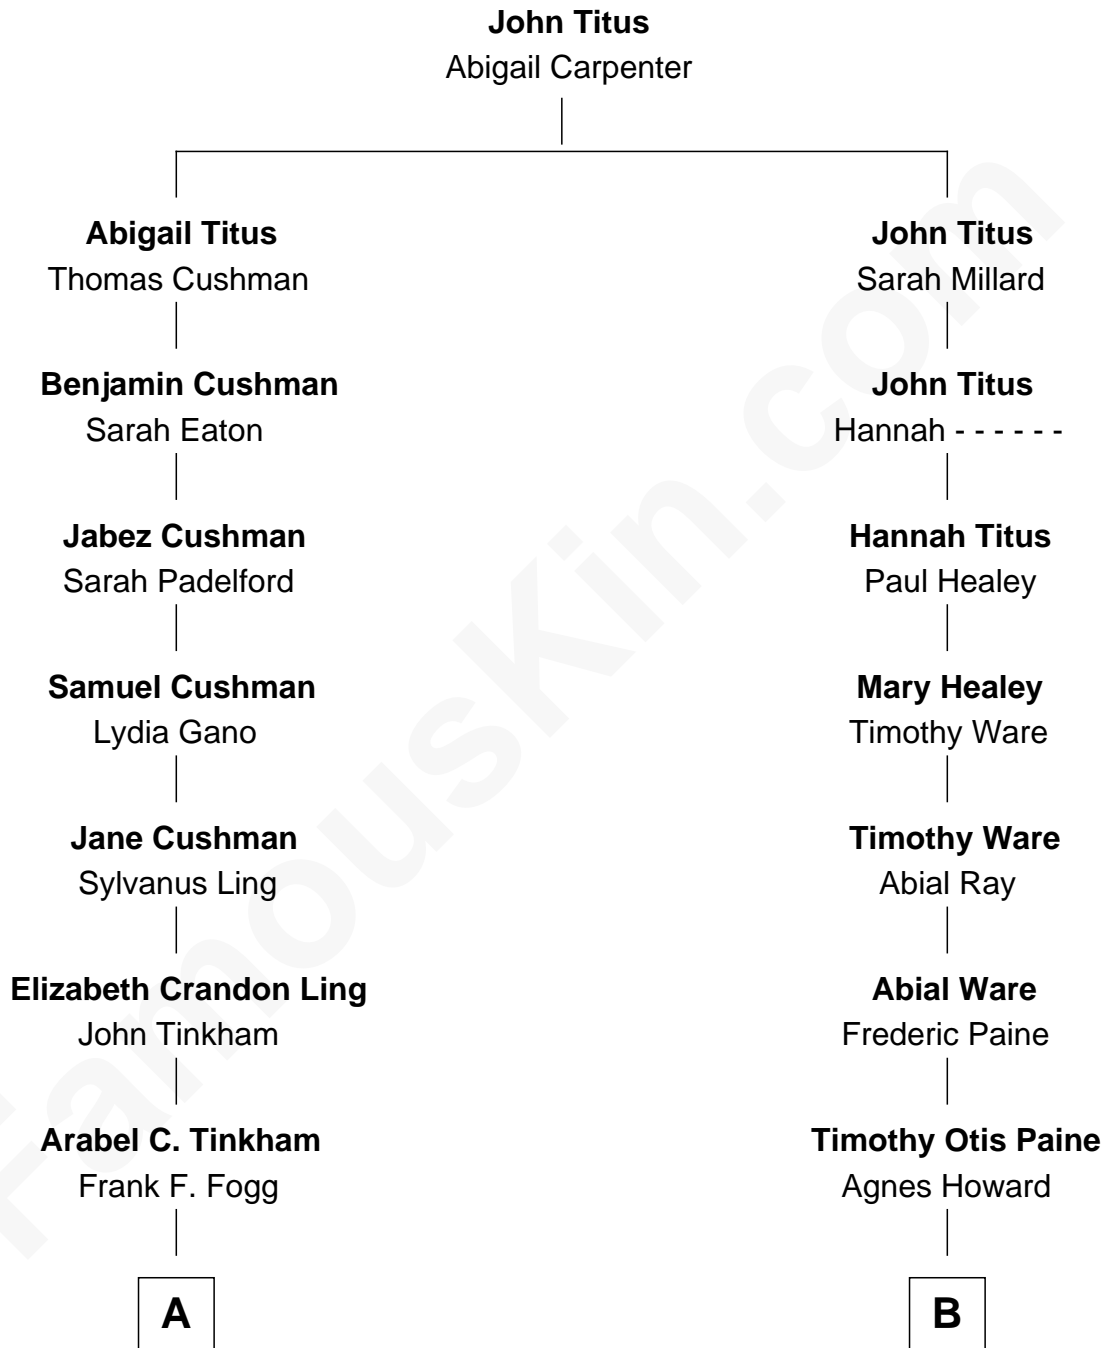 John Titus
Abigail Carpenter
Abigail Titus
Thomas Cushman
John Titus
Sarah Millard
Benjamin Cushman
Sarah Eaton
John Titus
Hannah - - - - - -
Jabez Cushman
Sarah Padelford
Hannah Titus
Paul Healey
Samuel Cushman
Lydia Gano
Mary Healey
Timothy Ware
Jane Cushman
Sylvanus Ling
Timothy Ware
Abial Ray
Elizabeth Crandon Ling
John Tinkham
Abial Ware
Frederic Paine
Arabel C. Tinkham
Frank F. Fogg
Timothy Otis Paine
Agnes Howard
A
B
FamousKin.com